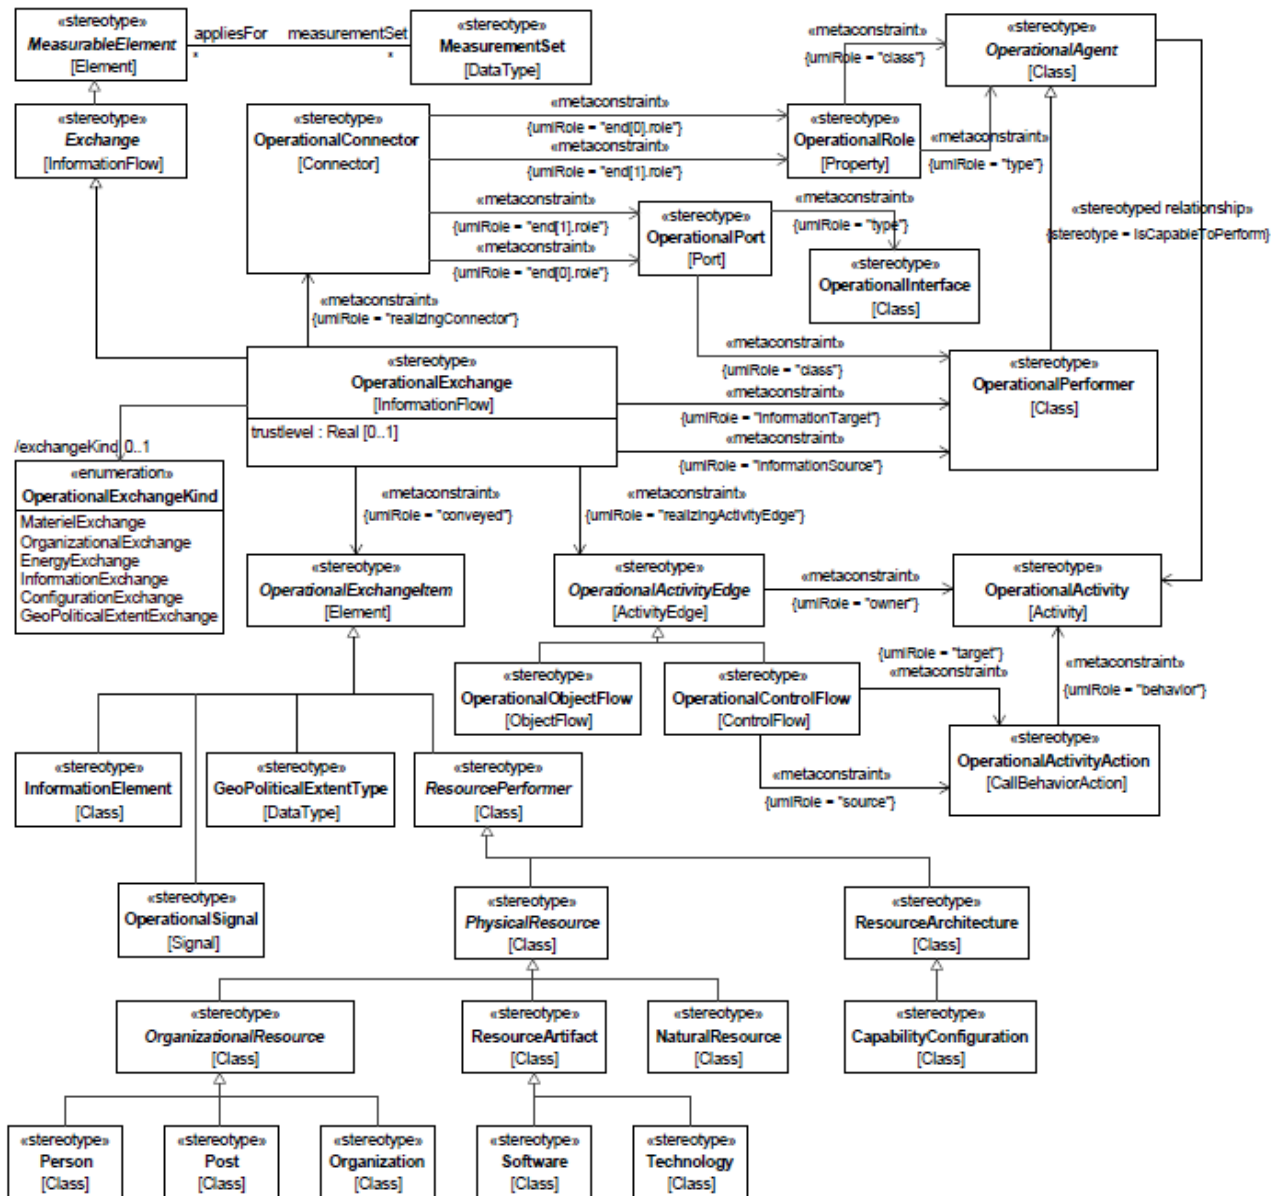 «stereotype»
MeasurableElement
[Element]
appliesFor
*
measurementSet
*
«stereotype»
MeasurementSet
[DataType]
«metaconstraint»
{umlRole = "class"}
«stereotype»
OperationalAgent
[Class]
«stereotype»
Exchange
[InformationFlow]
«stereotype»
OperationalConnector
[Connector]
«metaconstraint»
{umlRole = "end[0].role"}
«metaconstraint»
{umlRole = "end[1].role"}
«stereotype»
OperationalRole
[Property]
«metaconstraint»
{umlRole = "type"}
«metaconstraint»
{umlRole = "end[1].role"}
«metaconstraint»
{umlRole = "end[0].role"}
«stereotype»
OperationalPort
[Port]
«metaconstraint»
{umlRole = "type"}
«stereotyped relationship»
{stereotype = IsCapableToPerform}
«stereotype»
OperationalInterface
[Class]
«metaconstraint»
{umlRole = "realizingConnector"}
«stereotype»
OperationalExchange
[InformationFlow]
trustlevel : Real [0..1]
«metaconstraint»
{umlRole = "class"}
«metaconstraint»
{umlRole = "informationTarget"}
«metaconstraint»
{umlRole = "informationSource"}
«stereotype»
OperationalPerformer
[Class]
/exchangeKind 0..1
«enumeration»
OperationalExchangeKind
MaterielExchange
OrganizationalExchange
EnergyExchange
InformationExchange
ConfigurationExchange
GeoPoliticalExtentExchange
«metaconstraint»
{umlRole = "conveyed"}
«metaconstraint»
{umlRole = "realizingActivityEdge"}
«stereotype»
OperationalExchangeItem
[Element]
«stereotype»
OperationalActivityEdge
[ActivityEdge]
«metaconstraint»
{umlRole = "owner"}
«stereotype»
OperationalActivity
[Activity]
«stereotype»
OperationalObjectFlow
[ObjectFlow]
«stereotype»
OperationalControlFlow
[ControlFlow]
{umlRole = "target"}
«metaconstraint»
«metaconstraint»
{umlRole = "behavior"}
«metaconstraint»
{umlRole = "source"}
«stereotype»
OperationalActivityAction
[CallBehaviorAction]
«stereotype»
InformationElement
[Class]
«stereotype»
GeoPoliticalExtentType
[DataType]
«stereotype»
ResourcePerformer
[Class]
«stereotype»
OperationalSignal
[Signal]
«stereotype»
PhysicalResource
[Class]
«stereotype»
ResourceArchitecture
[Class]
«stereotype»
OrganizationalResource
[Class]
«stereotype»
ResourceArtifact
[Class]
«stereotype»
NaturalResource
[Class]
«stereotype»
CapabilityConfiguration
[Class]
«stereotype»
Person
[Class]
«stereotype»
Post
[Class]
«stereotype»
Organization
[Class]
«stereotype»
Software
[Class]
«stereotype»
Technology
[Class]